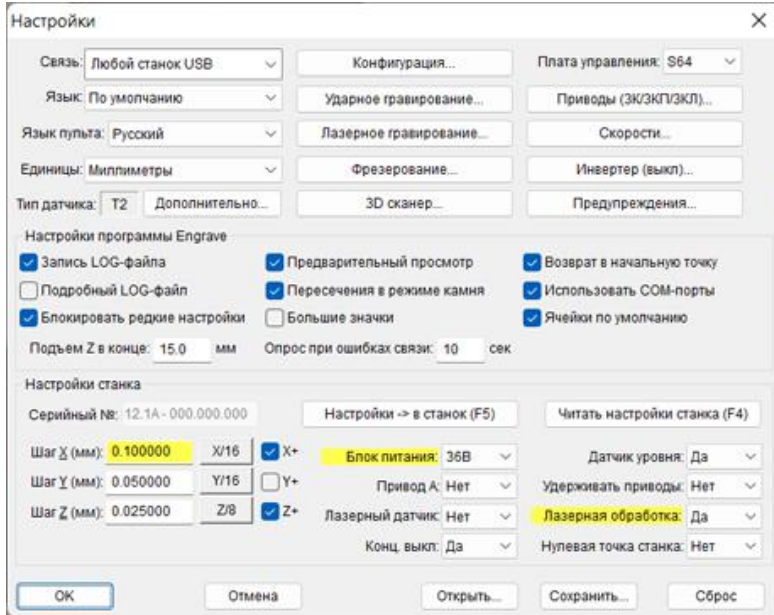 Настройки
Связь: Любой станок USB Конфигурация... Плата управления: S64
Язык: По умолчанию Ударное гравирование... Приводы (3К/3КП/3КЛ)...
Язык пульта: Русский Лазерное гравирование... Скорости...
Единицы: Миллиметры Фрезерование... Инвертер (выкл)...
Тип датчика: T2 Дополнительно... 3D сканер... Предупреждения...
Настройки программы Engrave
Запись LOG-файла Предварительный просмотр Возврат в начальную точку
Подробный LOG-файл Пересечения в режиме камня Использовать COM-порты
Блокировать редкие настройки Большие значки Ячейки по умолчанию
Подъем Z в конце: 15.0 мм Опрос при ошибках связи: 10 сек
Настройки станка
Серийный №: 12.1A - 000.000.000 Настройки -> в станок (F5) Читать настройки станка (F4)
Шаг X (мм): 0.100000 X/16 X+ Блок питания: 36В Датчик уровня: Да
Шаг Y (мм): 0.050000 Y/16 Y+ Привод А: Нет Удерживать приводы: Нет
Шаг Z (мм): 0.025000 Z/8 Z+ Лазерный датчик: Нет Лазерная обработка: Да
Конц. выкл: Да Нулевая точка станка: Нет
OK Отмена Открыть... Сохранить... Сброс